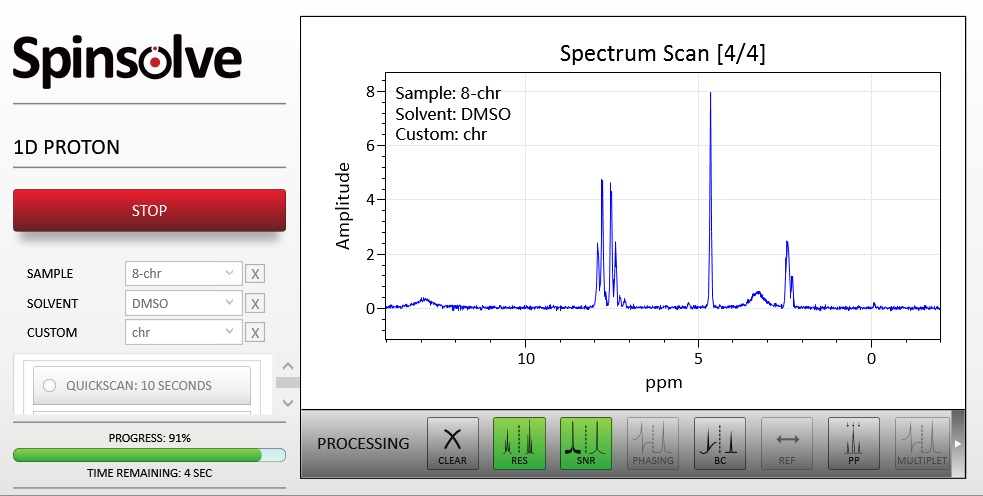 Spinsolve
1D PROTON
STOP
SAMPLE 8-chr X
SOLVENT DMSO X
CUSTOM chr X
QUICKSCAN: 10 SECONDS
PROGRESS: 91%
TIME REMAINING: 4 SEC
Spectrum Scan [4/4]
Sample: 8-chr
Solvent: DMSO
Custom: chr
Amplitude
8
6
4
2
0
10 5 0
ppm
PROCESSING
CLEAR RES SNR PHASING BC REF PP MULTIPLET